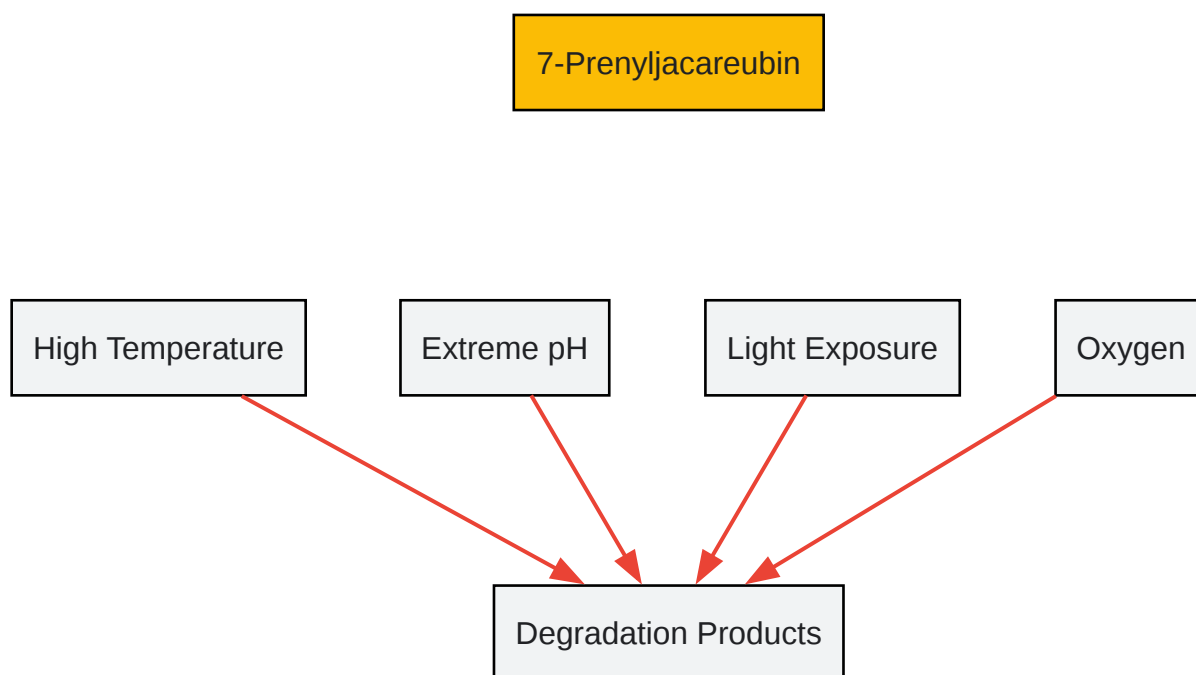 7-Prenyljacareubin
High Temperature
Extreme pH
Light Exposure
Oxygen
Degradation Products